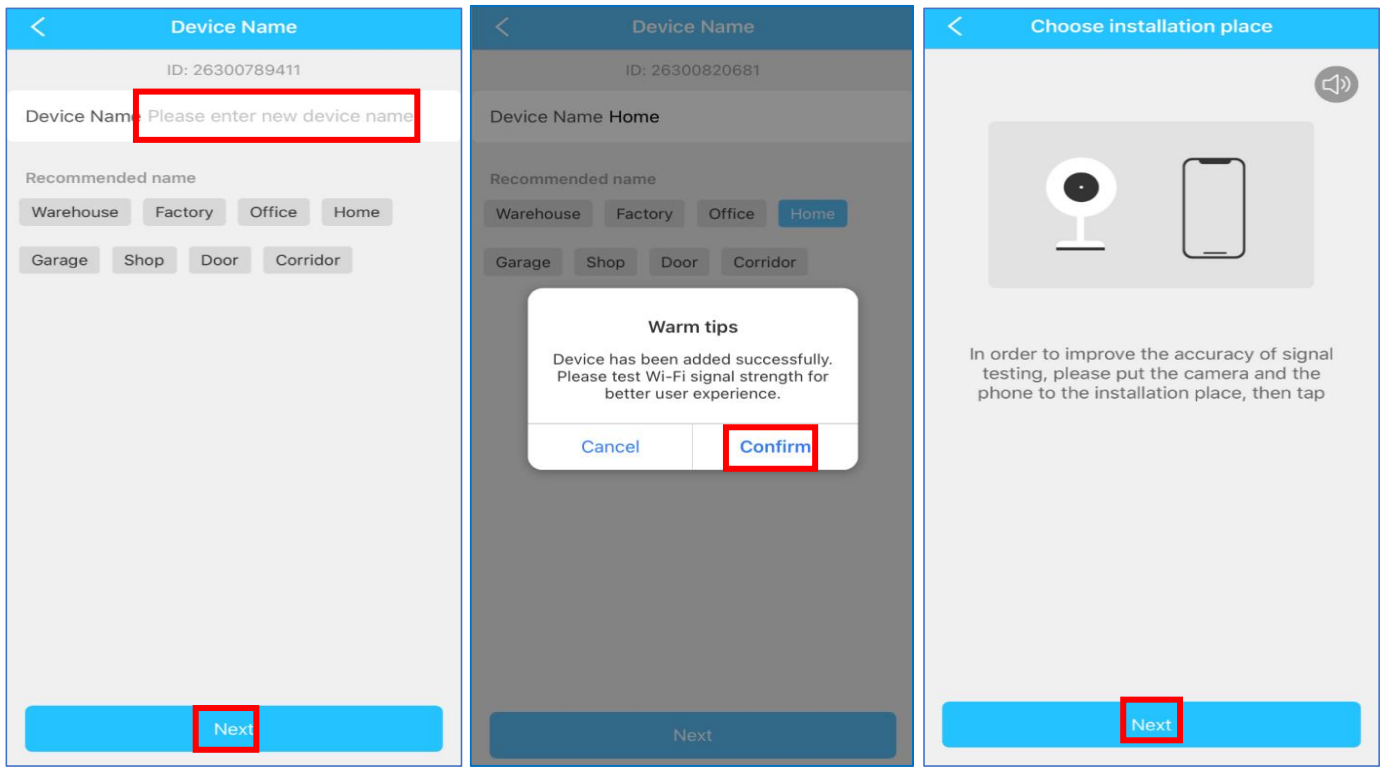 Device Name
ID: 26300789411
Device Name Please enter new device name
Recommended name
Warehouse Factory Office Home
Garage Shop Door Corridor
Next
Device Name
ID: 26300820681
Device Name Home
Recommended name
Warehouse Factory Office Home
Garage Shop Door Corridor
Warm tips
Device has been added successfully.
Please test Wi-Fi signal strength for
better user experience.
Cancel Confirm
Next
Choose installation place
In order to improve the accuracy of signal
testing, please put the camera and the
phone to the installation place, then tap
Next